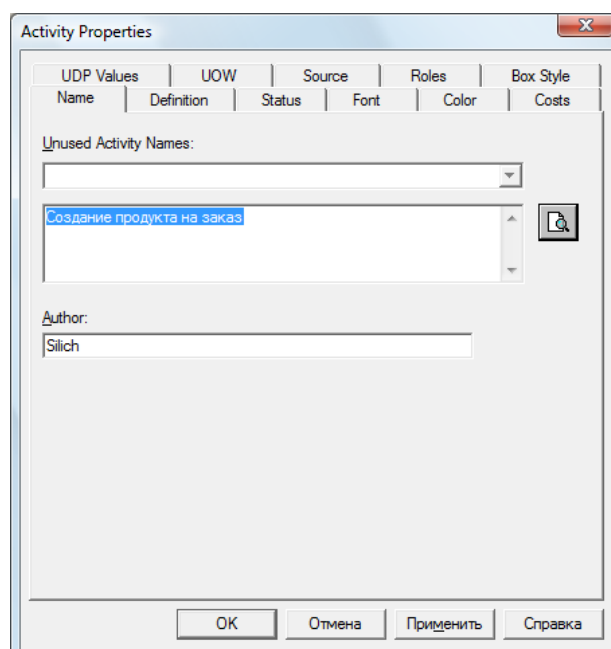 Activity Properties
UDP Values UOW Source Roles Box Style
Name Definition Status Font Color Costs
Unused Activity Names:
Создание продукта на заказ
Author:
Silich
OK Отмена Применить Справка